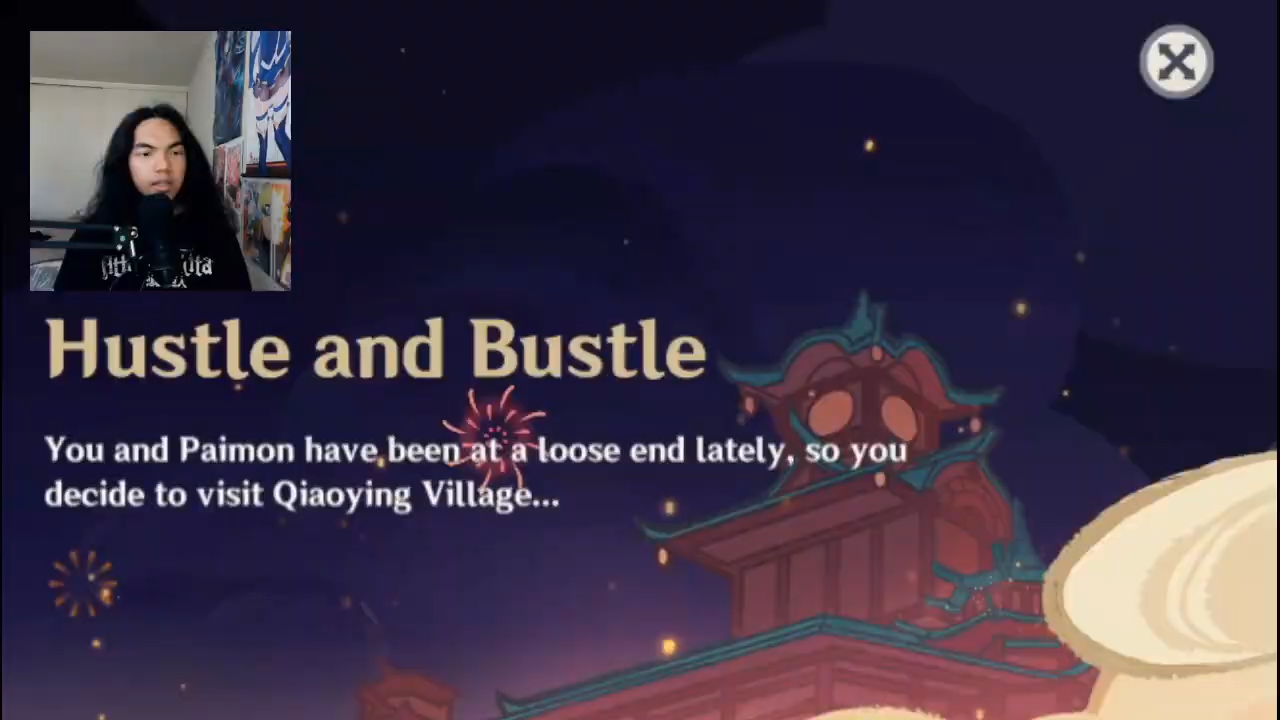 Hustle and Bustle
You and Paimon have been at a loose end lately, so you
decide to visit Qiaoying Village...